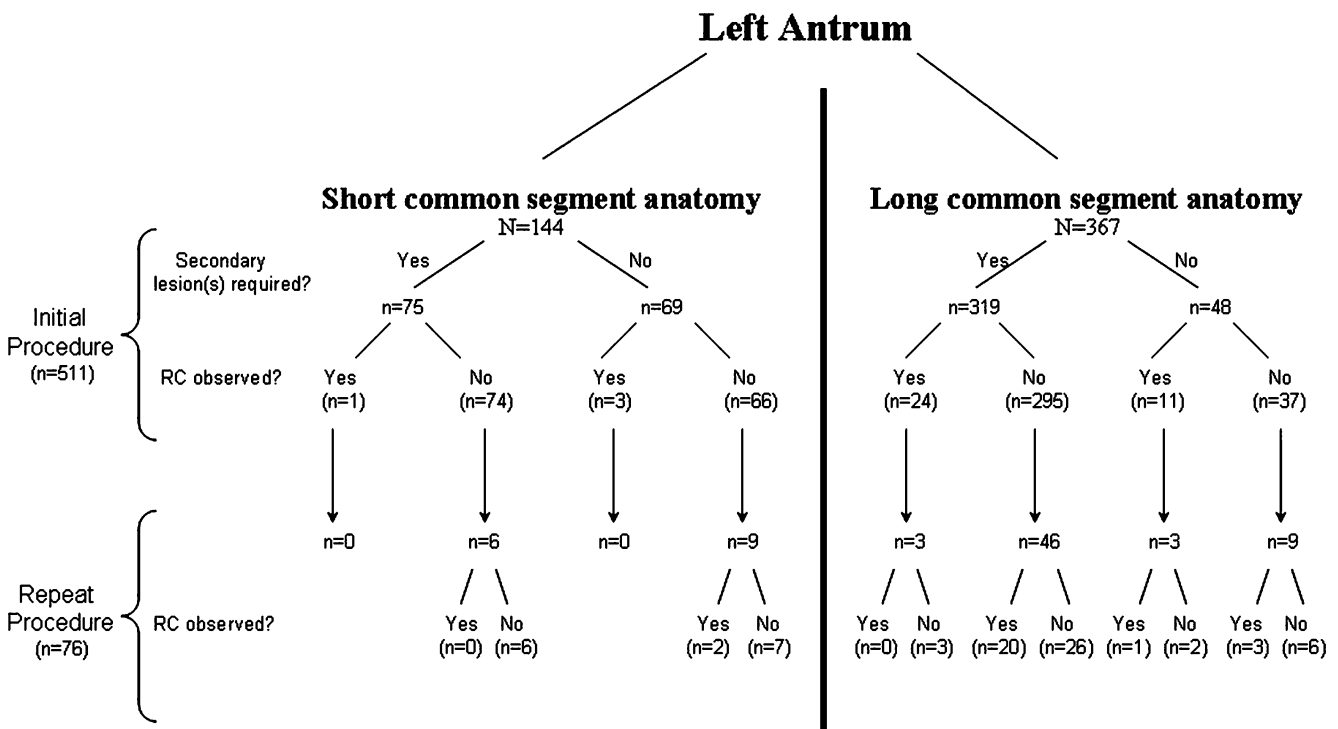 Left Antrum
Short common segment anatomy
N=144
Long common segment anatomy
N=367
Initial
Procedure
(n=511)
Secondary
lesion(s) required?
Yes
No
Yes
No
n=75
n=69
n=319
n=48
RC observed?
Yes
(n=1)
No
(n=74)
Yes
(n=3)
No
(n=66)
Yes
(n=24)
No
(n=295)
Yes
(n=11)
No
(n=37)
Repeat
Procedure
(n=76)
n=0
n=6
n=0
n=9
n=3
n=46
n=3
n=9
RC observed?
Yes
(n=0)
No
(n=6)
Yes
(n=2)
No
(n=7)
Yes
(n=0)
No
(n=3)
Yes
(n=20)
No
(n=26)
Yes
(n=1)
No
(n=2)
Yes
(n=3)
No
(n=6)